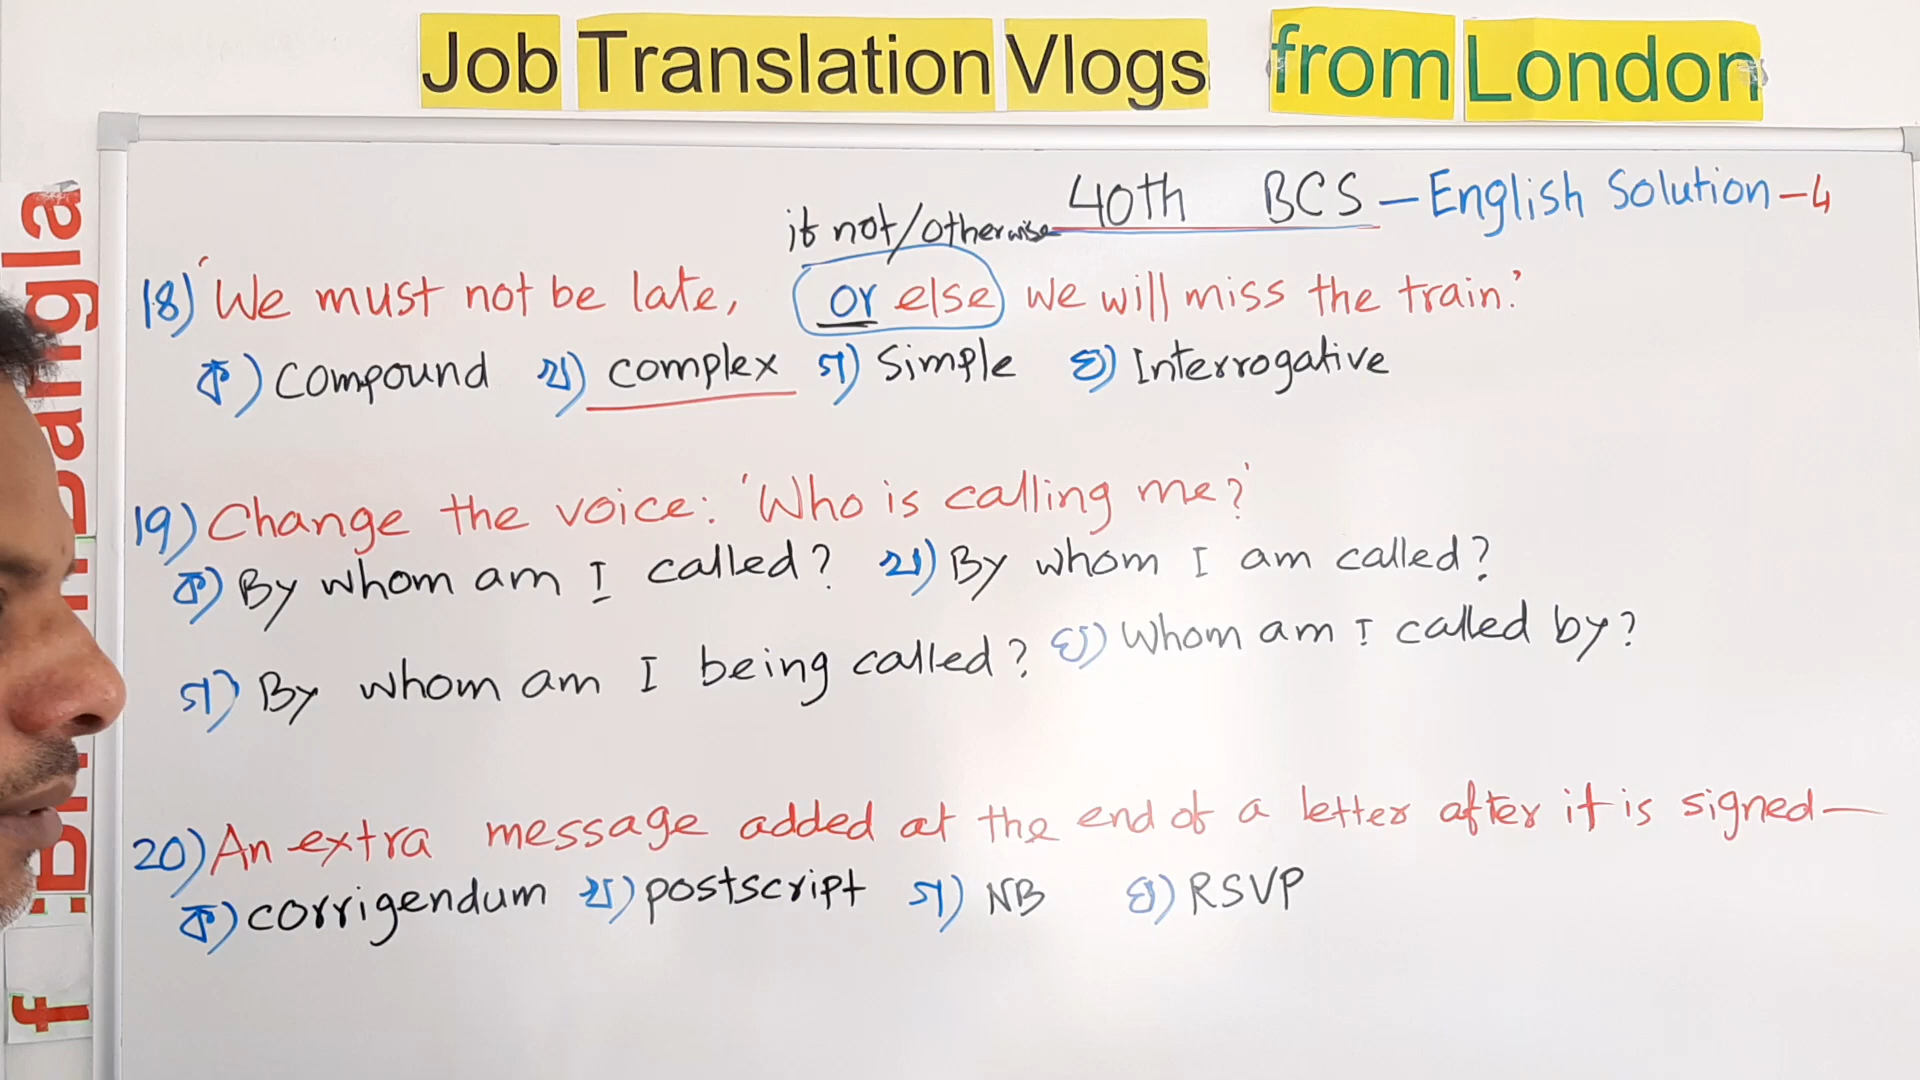 Job Translation Vlogs from London
40th BCS – English Solution – 4
if not/otherwise
18) 'We must not be late, or else we will miss the train.'
ক) compound খ) complex গ) Simple ঘ) Interrogative
19) Change the voice: 'Who is calling me?'
ক) By whom am I called? খ) By whom I am called?
গ) By whom am I being called? ঘ) Whom am I called by?
20) An extra message added at the end of a letter after it is signed—
ক) corrigendum খ) postscript গ) NB ঘ) RSVP